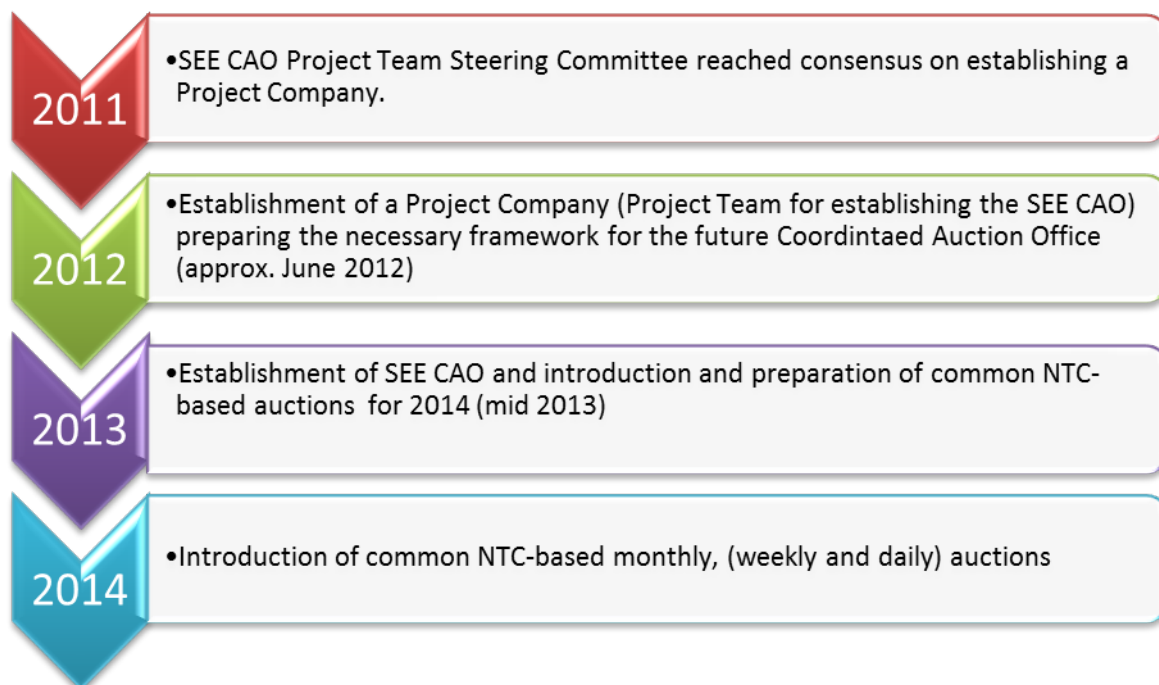 2011
•SEE CAO Project Team Steering Committee reached consensus on establishing a
Project Company.
2012
•Establishment of a Project Company (Project Team for establishing the SEE CAO)
preparing the necessary framework for the future Coordintaed Auction Office
(approx. June 2012)
2013
•Establishment of SEE CAO and introduction and preparation of common NTC-
based auctions  for 2014 (mid 2013)
2014
•Introduction of common NTC-based monthly, (weekly and daily) auctions